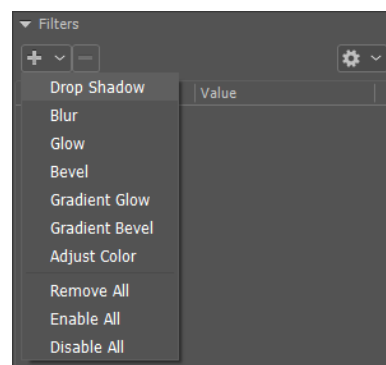 Filters
Drop Shadow
Value
Blur
Glow
Bevel
Gradient Glow
Gradient Bevel
Adjust Color
Remove All
Enable All
Disable All